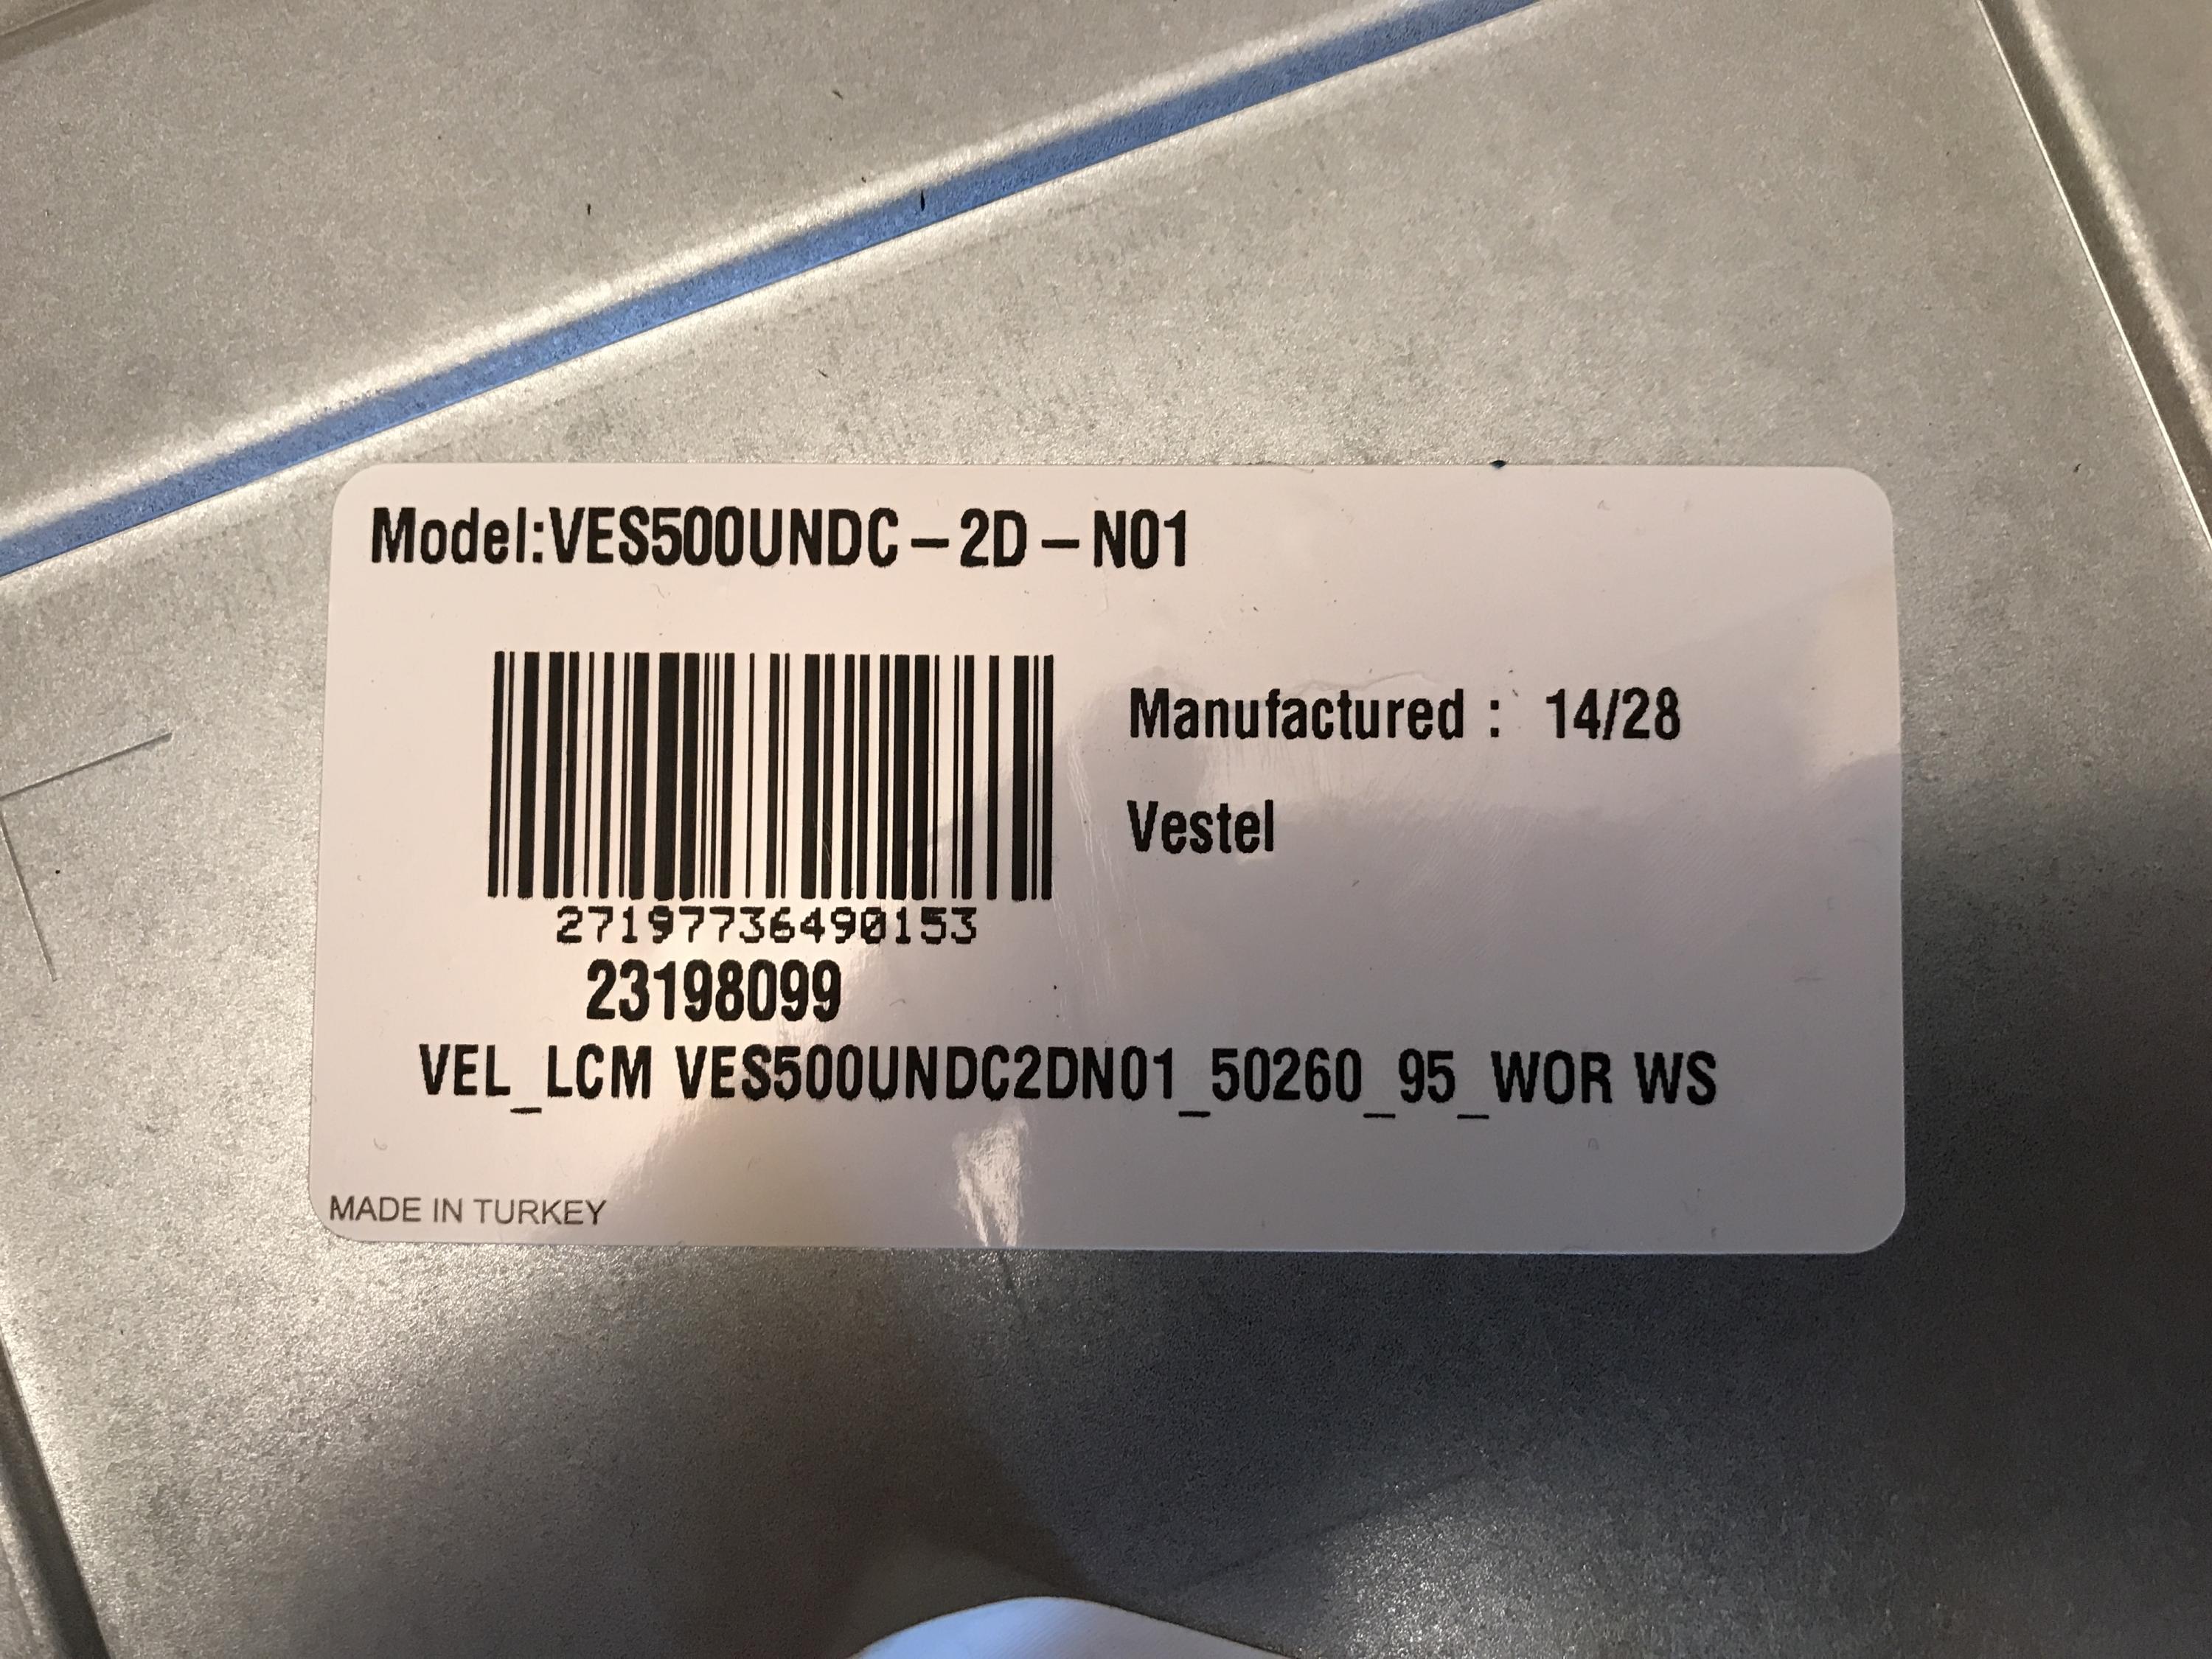 Model:VES500UNDC-2D-N01
Manufactured : 14/28
Vestel
27197736490153
23198099
VEL_LCM VES500UNDC2DN01_50260_95_WOR WS
MADE IN TURKEY